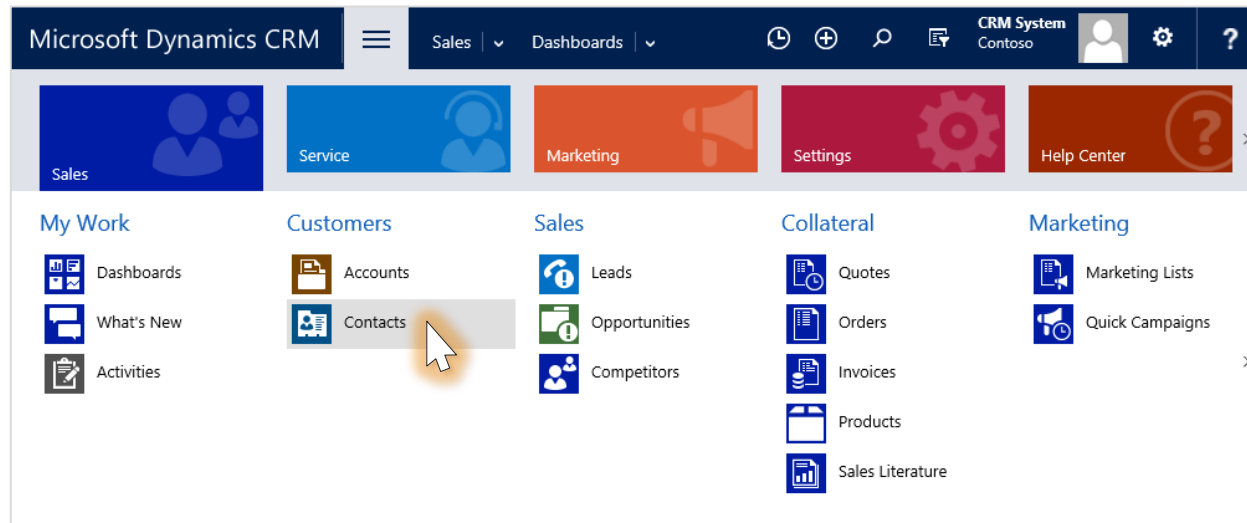 Microsoft Dynamics CRM
Sales
Dashboards
CRM System
Contoso
?
Sales
Service
Marketing
Settings
Help Center
?
My Work
Dashboards
What's New
Activities
Customers
Accounts
Contacts
Sales
Leads
Opportunities
Competitors
Collateral
Quotes
Orders
Invoices
Products
Sales Literature
Marketing
Marketing Lists
Quick Campaigns